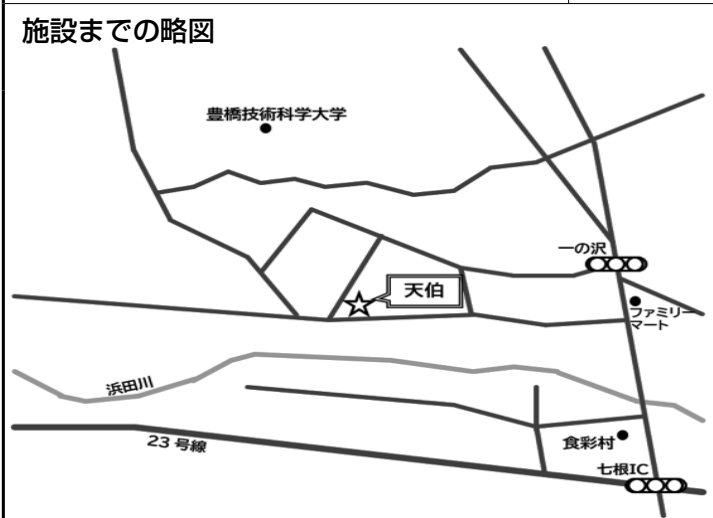 施設までの略図
豊橋技術科学大学
一の沢
天伯
ファミリー
マート
浜田川
23号線
食彩村
七根IC